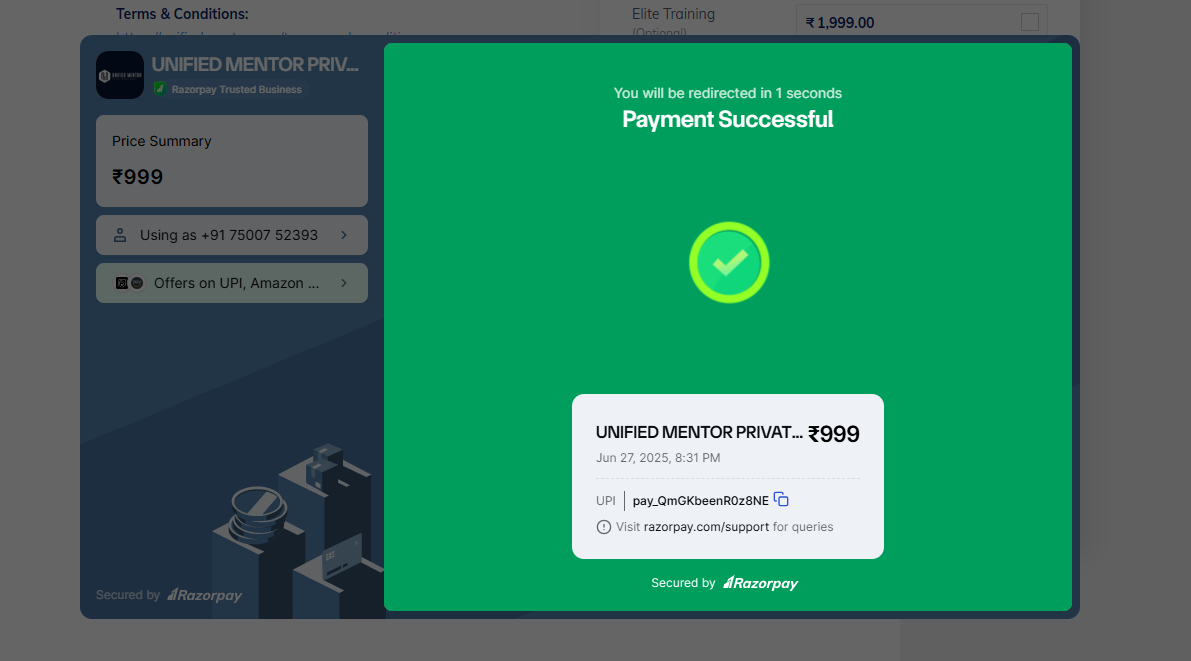 Terms & Conditions:
Elite Training
(Optional)
₹ 1,999.00
UNIFIED MENTOR PRIV...
Razorpay Trusted Business
Price Summary
₹999
Using as +91 75007 52393
Offers on UPI, Amazon ...
Secured by Razorpay
You will be redirected in 1 seconds
Payment Successful
UNIFIED MENTOR PRIVAT... ₹999
Jun 27, 2025, 8:31 PM
UPI pay_QmGKbeenR0z8NE
Visit razorpay.com/support for queries
Secured by Razorpay